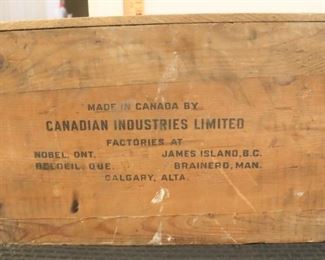 MADE IN CANADA BY
CANADIAN INDUSTRIES LIMITED
FACTORIES AT
NOBEL, ONT. JAMES ISLAND, B.C.
BELOEIL, QUE. BRAINERD, MAN.
CALGARY, ALTA.